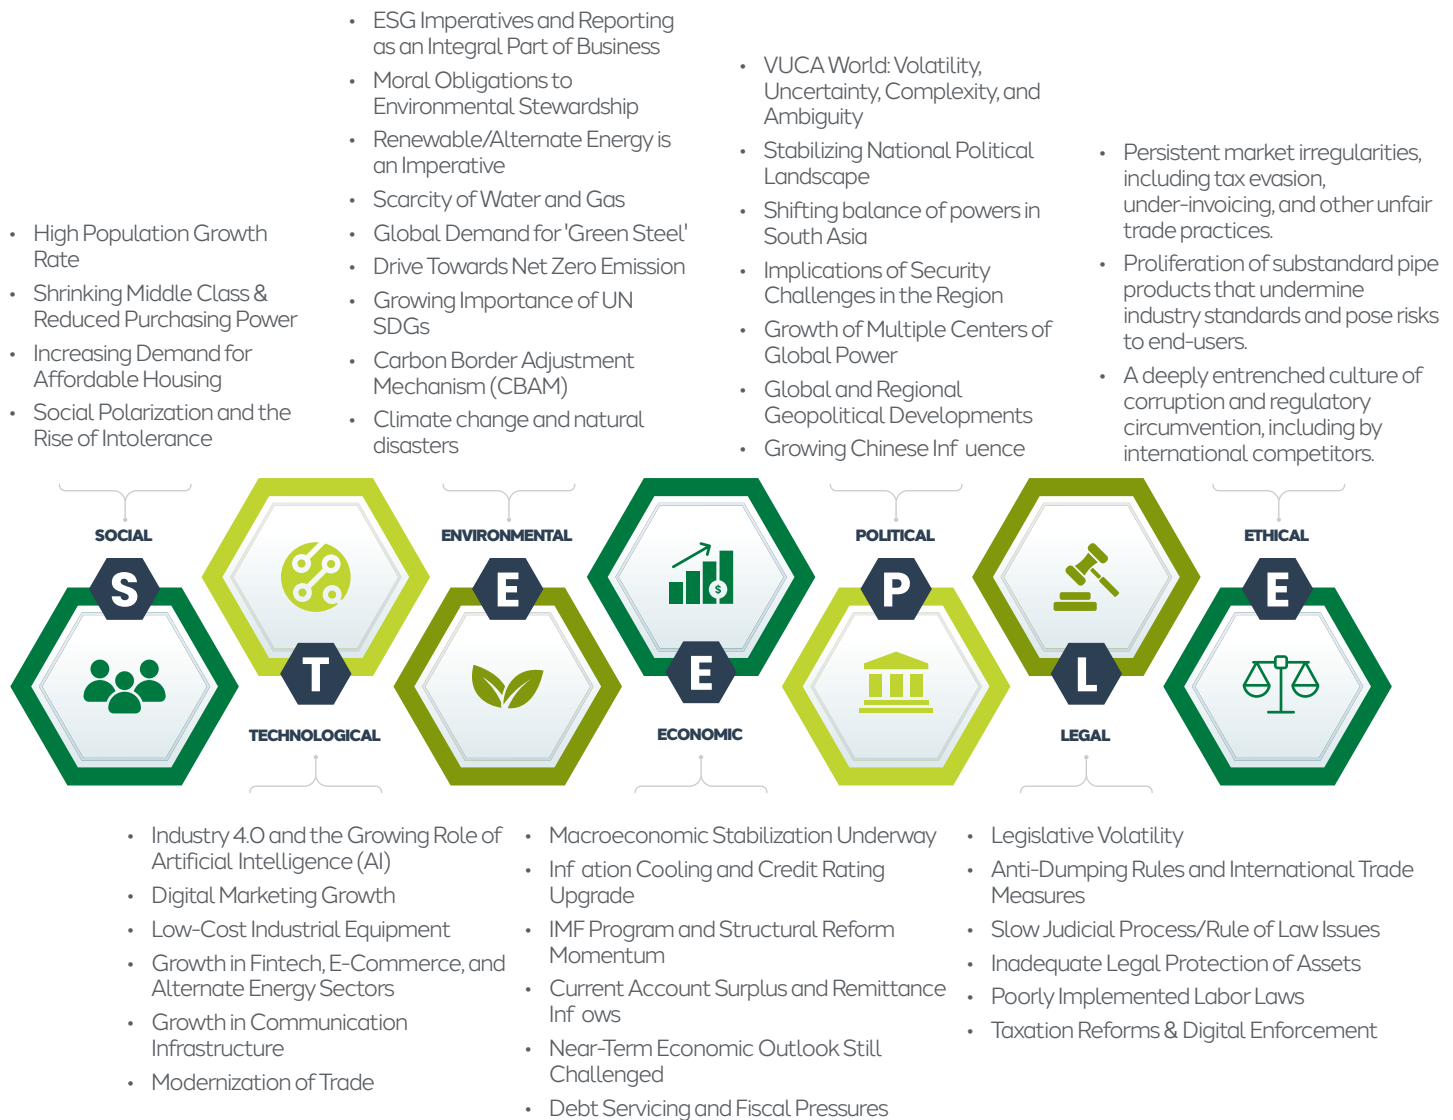 • High Population Growth
Rate
• Shrinking Middle Class &
Reduced Purchasing Power
• Increasing Demand for
Affordable Housing
• Social Polarization and the
Rise of Intolerance
SOCIAL
S
• ESG Imperatives and Reporting
as an Integral Part of Business
• Moral Obligations to
Environmental Stewardship
• Renewable/Alternate Energy is
an Imperative
• Scarcity of Water and Gas
• Global Demand for 'Green Steel'
• Drive Towards Net Zero Emission
• Growing Importance of UN
SDGs
• Carbon Border Adjustment
Mechanism (CBAM)
• Climate change and natural
disasters
ENVIRONMENTAL
E
• VUCA World: Volatility,
Uncertainty, Complexity, and
Ambiguity
• Stabilizing National Political
Landscape
• Shifting balance of powers in
South Asia
• Implications of Security
Challenges in the Region
• Growth of Multiple Centers of
Global Power
• Global and Regional
Geopolitical Developments
• Growing Chinese Inf uence
POLITICAL
P
• Persistent market irregularities,
including tax evasion,
under-invoicing, and other unfair
trade practices.
• Proliferation of substandard pipe
products that undermine
industry standards and pose risks
to end-users.
• A deeply entrenched culture of
corruption and regulatory
circumvention, including by
international competitors.
ETHICAL
E
T
TECHNOLOGICAL
• Industry 4.0 and the Growing Role of
Artificial Intelligence (AI)
• Digital Marketing Growth
• Low-Cost Industrial Equipment
• Growth in Fintech, E-Commerce, and
Alternate Energy Sectors
• Growth in Communication
Infrastructure
• Modernization of Trade
$
E
ECONOMIC
• Macroeconomic Stabilization Underway
• Inf ation Cooling and Credit Rating
Upgrade
• IMF Program and Structural Reform
Momentum
• Current Account Surplus and Remittance
Inf ows
• Near-Term Economic Outlook Still
Challenged
• Debt Servicing and Fiscal Pressures
L
LEGAL
• Legislative Volatility
• Anti-Dumping Rules and International Trade
Measures
• Slow Judicial Process/Rule of Law Issues
• Inadequate Legal Protection of Assets
• Poorly Implemented Labor Laws
• Taxation Reforms & Digital Enforcement